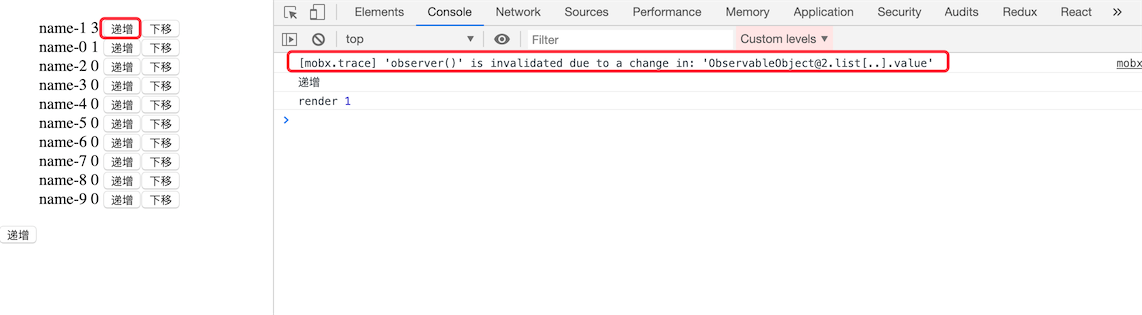 name-1 3 递增 下移
name-0 1 递增 下移
name-2 0 递增 下移
name-3 0 递增 下移
name-4 0 递增 下移
name-5 0 递增 下移
name-6 0 递增 下移
name-7 0 递增 下移
name-8 0 递增 下移
name-9 0 递增 下移
递增
Elements Console Network Sources Performance Memory Application Security Audits Redux React »
top ▼ Filter Custom levels ▼
[mobx.trace] 'observer()' is invalidated due to a change in: 'ObservableObject@2.list[..].value' mobx
递增
render 1
>